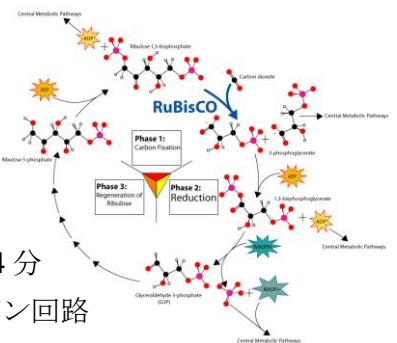 Central Metabolic Pathways
ADP
Ribulose 1,5-bisphosphate
Carbon dioxide
ATP
RuBisCO
Central Metabolic Pathways
3-phosphoglycerate
Ribulose 5-phosphate
Phase 1:
Carbon Fixation
Phase 3:
Regeneration of
Ribulose
Phase 2:
Reduction
ATP
1,3-bisphosphoglycerate
ADP
Central Metabolic Pathways
NADPH
4分
ン回路
Glyceraldehyde 3-phosphate
(G3P)
NADP+
Central Metabolic Pathways